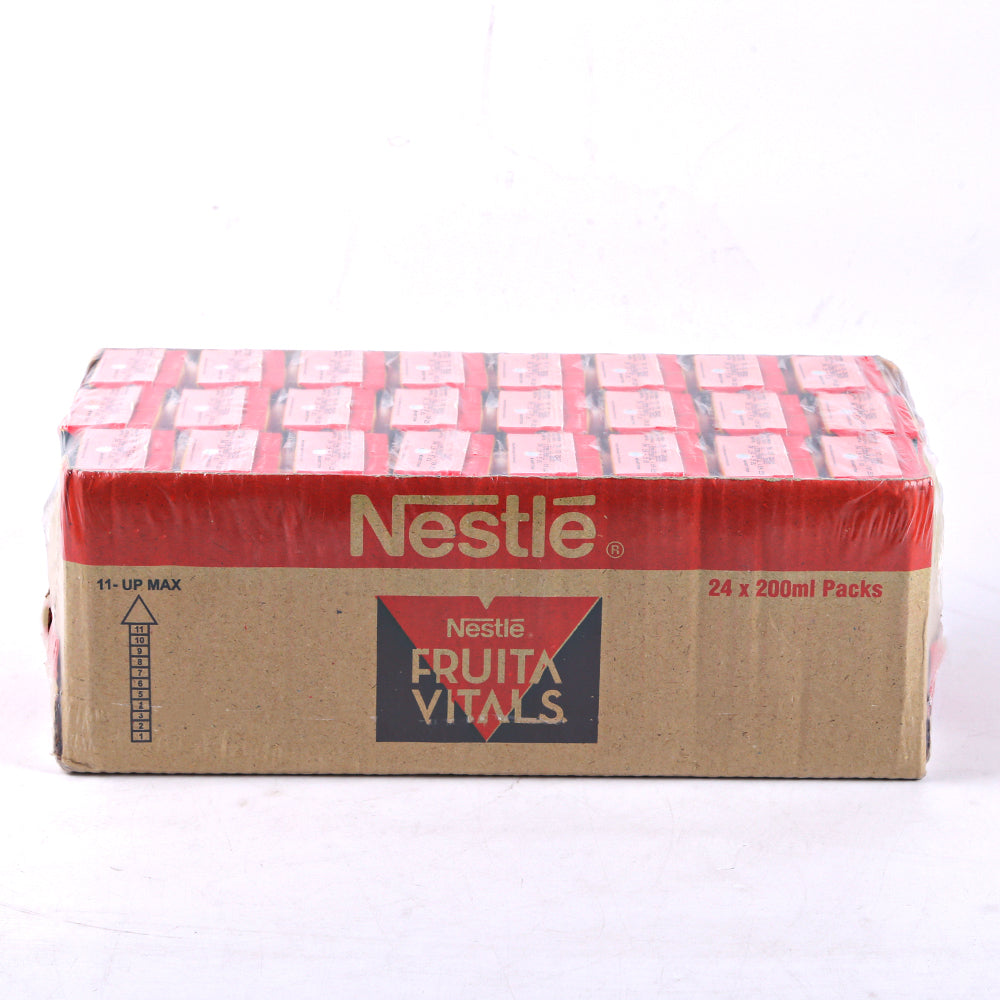 Nestlé ®
11- UP MAX
24 x 200ml Packs
11
10
9
8
7
6
5
4
3
2
1
Nestlé
FRUITA
VITALS